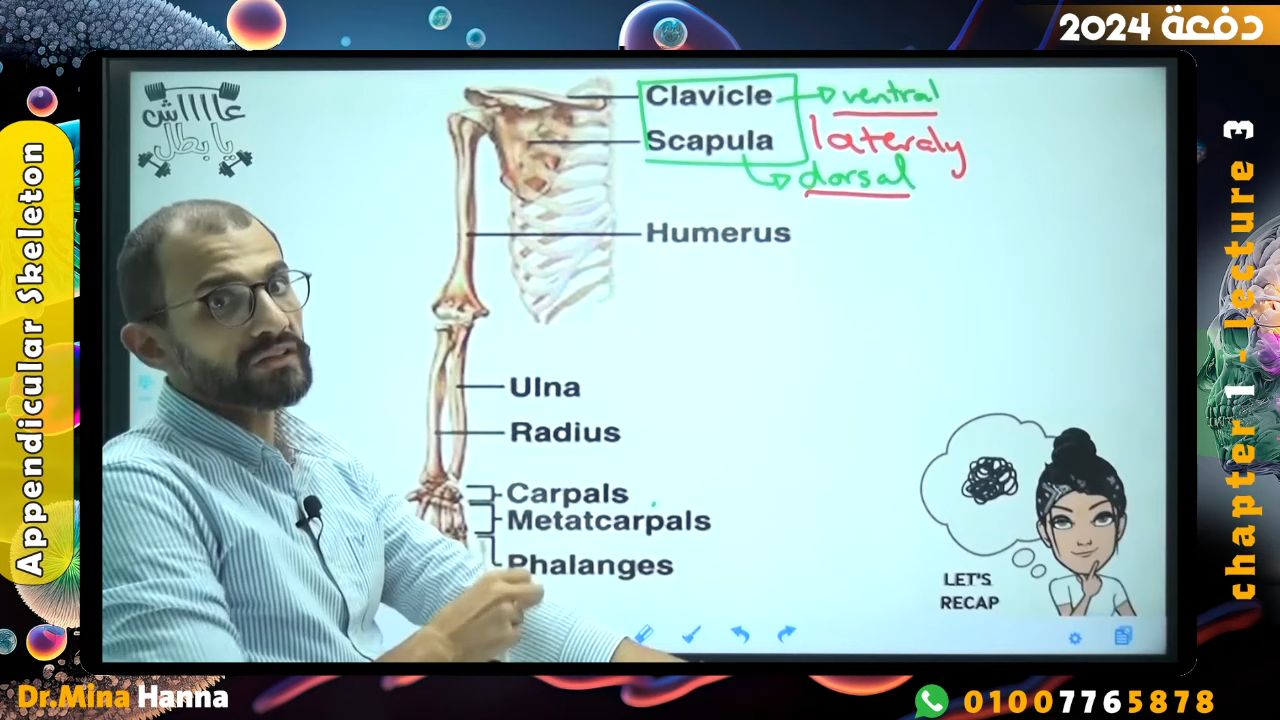 دفعة 2024
عااااش
يا بطل
Clavicle
ventral
Scapula
lateraly
dorsal
Humerus
Ulna
Radius
Carpals
Metatcarpals
Phalanges
LET'S
RECAP
Appendicular Skeleton
chapter 1 - lecture 3
Dr.Mina Hanna
01007765878